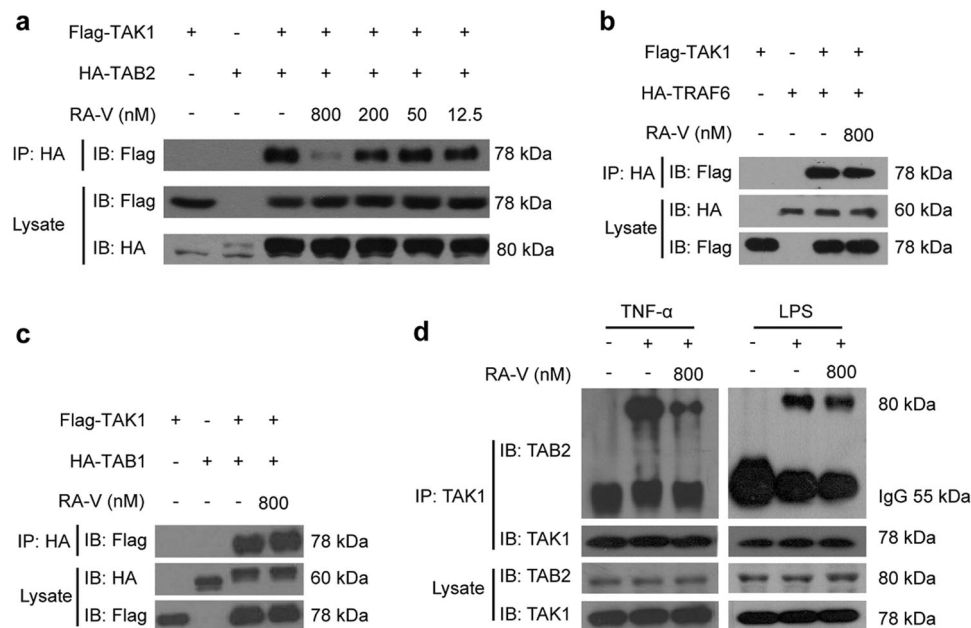 a
Flag-TAK1 + - + + + + +
HA-TAB2 - + + + + + +
RA-V (nM) - - - 800 200 50 12.5
IP: HA IB: Flag 78 kDa
Lysate IB: Flag 78 kDa
IB: HA 80 kDa
b
Flag-TAK1 + - + +
HA-TRAF6 - + + +
RA-V (nM) - - - 800
IP: HA IB: Flag 78 kDa
Lysate IB: HA 60 kDa
IB: Flag 78 kDa
c
Flag-TAK1 + - + +
HA-TAB1 - + + +
RA-V (nM) - - - 800
IP: HA IB: Flag 78 kDa
Lysate IB: HA 60 kDa
IB: Flag 78 kDa
d
TNF-α LPS
- + + - + +
RA-V (nM) - - 800 - - 800
80 kDa
IB: TAB2
IP: TAK1 IgG 55 kDa
IB: TAK1 78 kDa
Lysate IB: TAB2 80 kDa
IB: TAK1 78 kDa